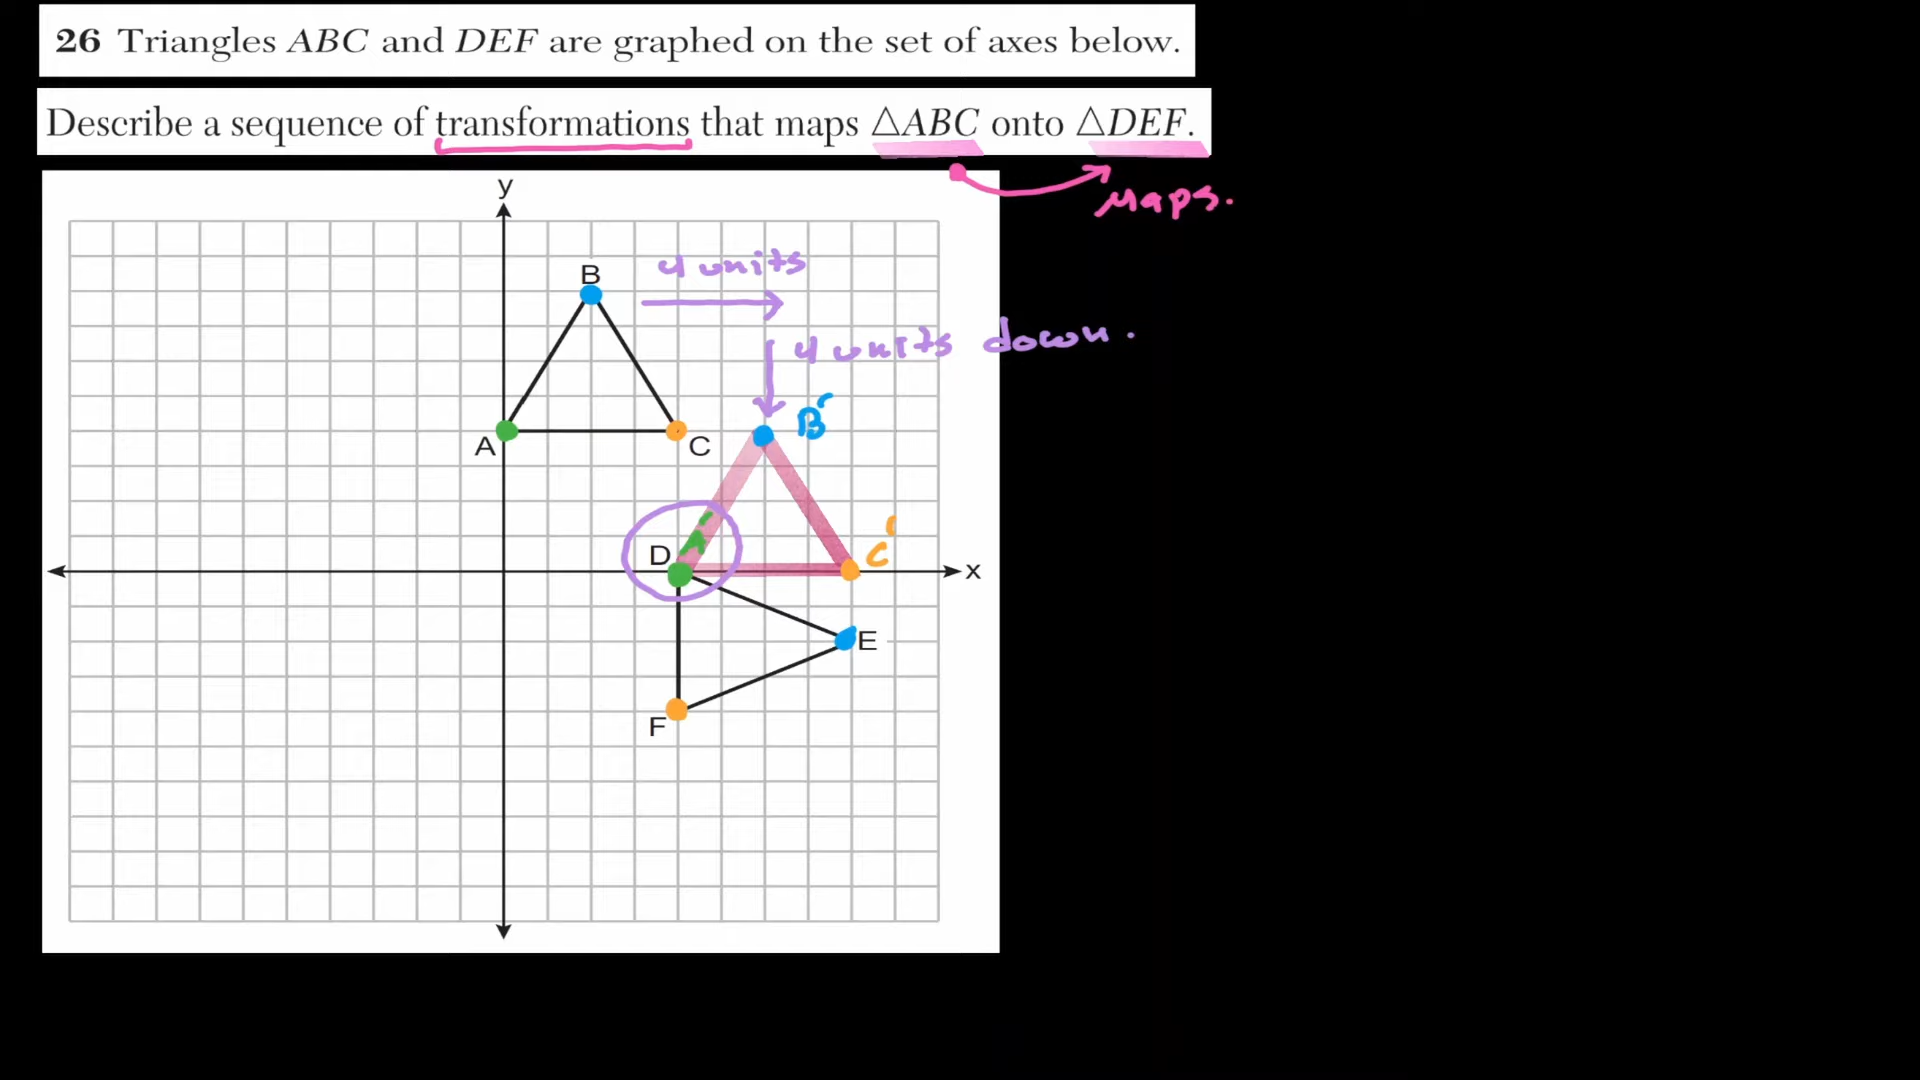 26 Triangles ABC and DEF are graphed on the set of axes below.
Describe a sequence of transformations that maps △ABC onto △DEF.
Maps.
y
B
4 units
4 units down.
B'
A
C
A'
C'
D
x
E
F